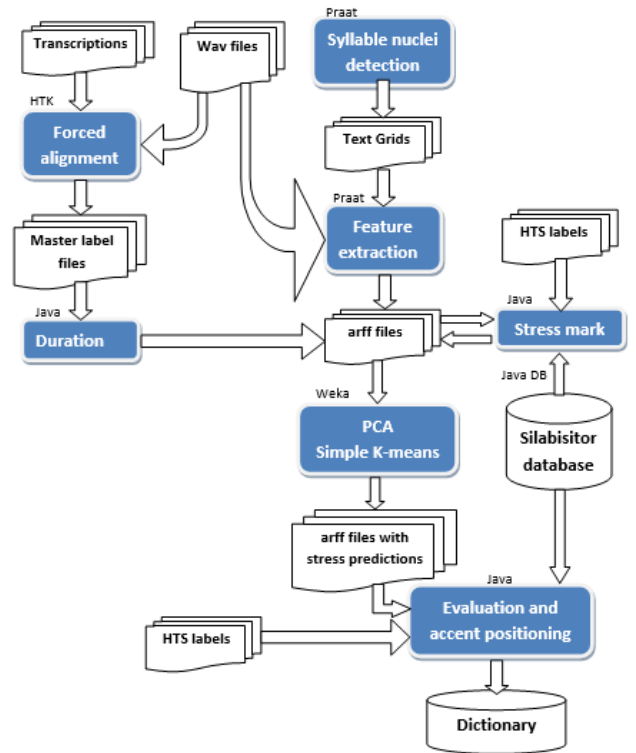 Praat
Transcriptions
Wav files
Syllable nuclei
detection
HTK
Forced
alignment
Text Grids
Praat
Master label
files
Feature
extraction
HTS labels
Java
Duration
arff files
Java
Stress mark
Weka
Java DB
PCA
Simple K-means
Silabisitor
database
arff files with
stress predictions
Java
Evaluation and
accent positioning
HTS labels
Dictionary